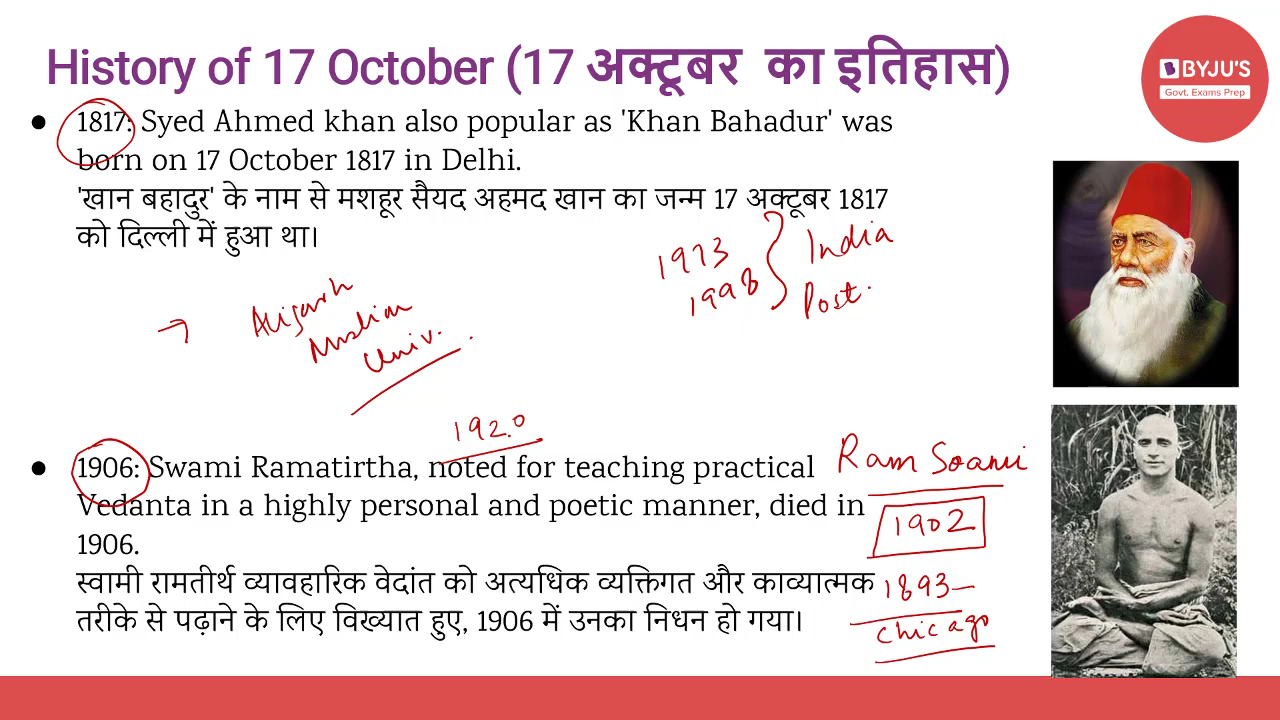 History of 17 October (17 अक्टूबर का इतिहास)
BYJU'S
Govt. Exams Prep
● 1817: Syed Ahmed khan also popular as 'Khan Bahadur' was
born on 17 October 1817 in Delhi.
'खान बहादुर' के नाम से मशहूर सैयद अहमद खान का जन्म 17 अक्टूबर 1817
को दिल्ली में हुआ था।
1973
1998
India
Post.
→ Aligarh
Muslim
Univ.
1920
● 1906: Swami Ramatirtha, noted for teaching practical
Vedanta in a highly personal and poetic manner, died in
1906.
स्वामी रामतीर्थ व्यावहारिक वेदांत को अत्यधिक व्यक्तिगत और काव्यात्मक
तरीके से पढ़ाने के लिए विख्यात हुए, 1906 में उनका निधन हो गया।
Ram Soami
1902
1893-
Chicago